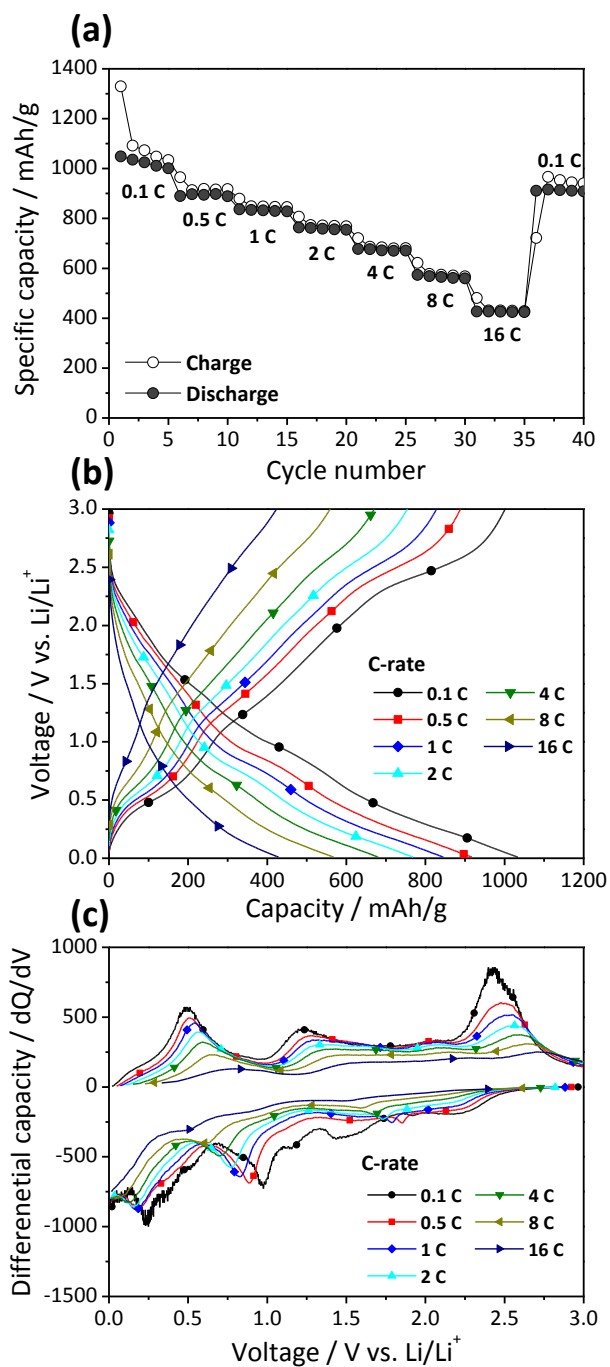 (a)
1400
1200
1000
800
600
400
200
0
Specific capacity / mAh/g
0.1 C
0.5 C
1 C
2 C
4 C
8 C
16 C
0.1 C
Charge
Discharge
0 5 10 15 20 25 30 35 40
Cycle number
(b)
3.0
2.5
2.0
1.5
1.0
0.5
0.0
Voltage / V vs. Li/Li⁺
C-rate
0.1 C 4 C
0.5 C 8 C
1 C 16 C
2 C
0 200 400 600 800 1000 1200
Capacity / mAh/g
(c)
1000
500
0
-500
-1000
-1500
Differenetial capacity / dQ/dV
C-rate
0.1 C 4 C
0.5 C 8 C
1 C 16 C
2 C
0.0 0.5 1.0 1.5 2.0 2.5 3.0
Voltage / V vs. Li/Li⁺